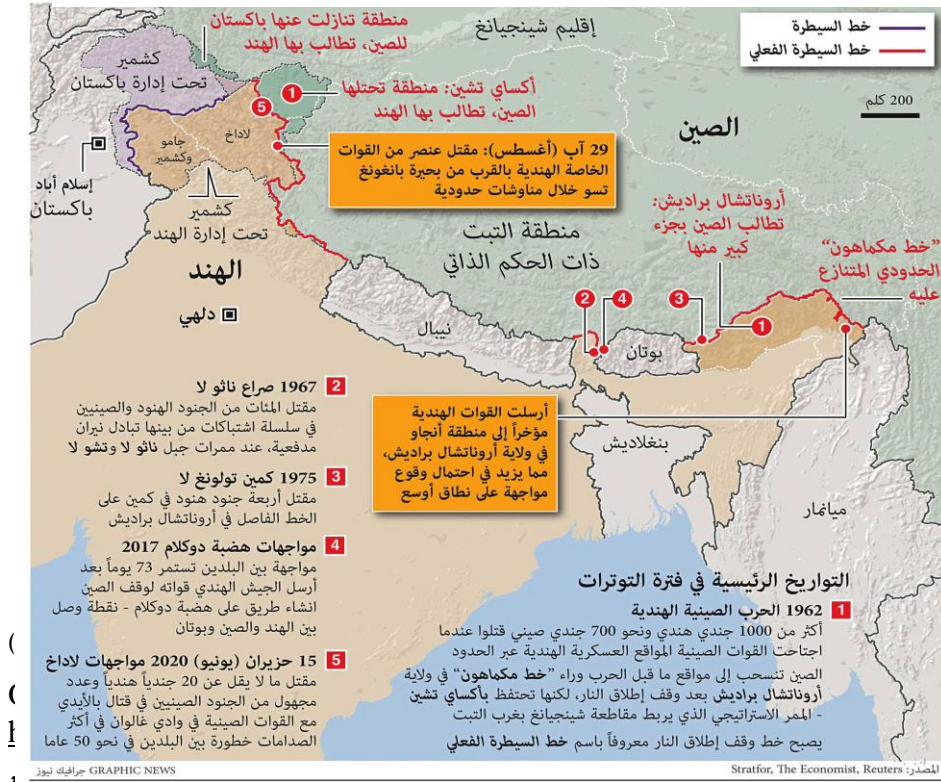 خط السيطرة
خط السيطرة الفعلي
200 كلم
إقليم شينجيانغ
منطقة تنازلت عنها باكستان
للصين، تطالب بها الهند
كشمير
تحت إدارة باكستان
أكساي تشين: منطقة تحتلها
الصين، تطالب بها الهند
1
5
الصين
لاداخ
جامو
وكشمير
إسلام أباد
باكستان
29 آب (أغسطس): مقتل عنصر من القوات
الخاصة الهندية بالقرب من بحيرة بانغونغ
تسو خلال مناوشات حدودية
كشمير
تحت إدارة الهند
منطقة التبت
ذات الحكم الذاتي
أروناتشال براديش:
تطالب الصين بجزء
كبير منها
“خط مكماهون”
الحدودي المتنازع
عليه
الهند
دلهي
نيبال
2
4
3
1
بوتان
بنغلاديش
ميانمار
أرسلت القوات الهندية
مؤخراً إلى منطقة أنجاو
في ولاية أروناتشال براديش،
مما يزيد في احتمال وقوع
مواجهة على نطاق أوسع
التواريخ الرئيسية في فترة التوترات
1 1962 الحرب الصينية الهندية
أكثر من 1000 جندي هندي ونحو 700 جندي صيني قتلوا عندما
اجتاحت القوات الصينية المواقع العسكرية الهندية عبر الحدود
الصين تنسحب إلى مواقع ما قبل الحرب وراء “خط مكماهون” في ولاية
أروناتشال براديش بعد وقف إطلاق النار، لكنها تحتفظ بأكساي تشين
- الممر الاستراتيجي الذي يربط مقاطعة شينجيانغ بغرب التبت
يصبح خط وقف إطلاق النار معروفاً باسم خط السيطرة الفعلي
2 1967 صراع ناثو لا
مقتل المئات من الجنود الهنود والصينيين
في سلسلة اشتباكات من بينها تبادل نيران
مدفعية، عند ممرات جبل ناثو لا وتشو لا
3 1975 كمين تولونغ لا
مقتل أربعة جنود هنود في كمين على
الخط الفاصل في أروناتشال براديش
4 مواجهات هضبة دوكلام 2017
مواجهة بين البلدين تستمر 73 يوماً بعد
أرسل الجيش الهندي قواته لوقف الصين
انشاء طريق على هضبة دوكلام - نقطة وصل
بين الهند والصين وبوتان
5 15 حزيران (يونيو) 2020 مواجهات لاداخ
مقتل ما لا يقل عن 20 جندياً هندياً وعدد
مجهول من الجنود الصينيين في قتال بالأيدي
مع القوات الصينية في وادي غالوان في أكثر
الصدامات خطورة بين البلدين في نحو 50 عاما
المصدر: Stratfor, The Economist, Reuters
GRAPHIC NEWS جرافيك نيوز